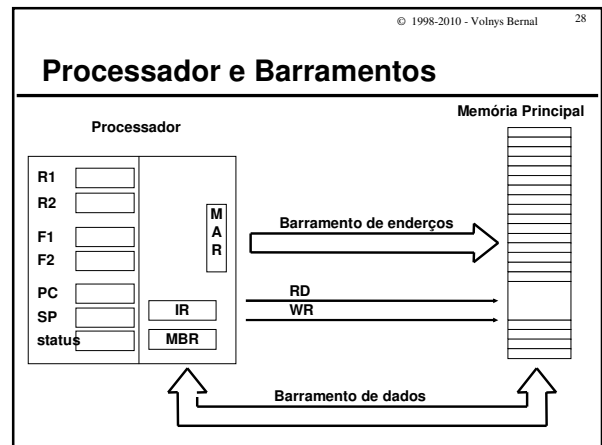 © 1998-2010 - Volnys Bernal 28
Processador e Barramentos
Memória Principal
Processador
R1
R2
M
A
R
Barramento de enderços
F1
F2
PC
RD
SP
IR
WR
status
MBR
Barramento de dados